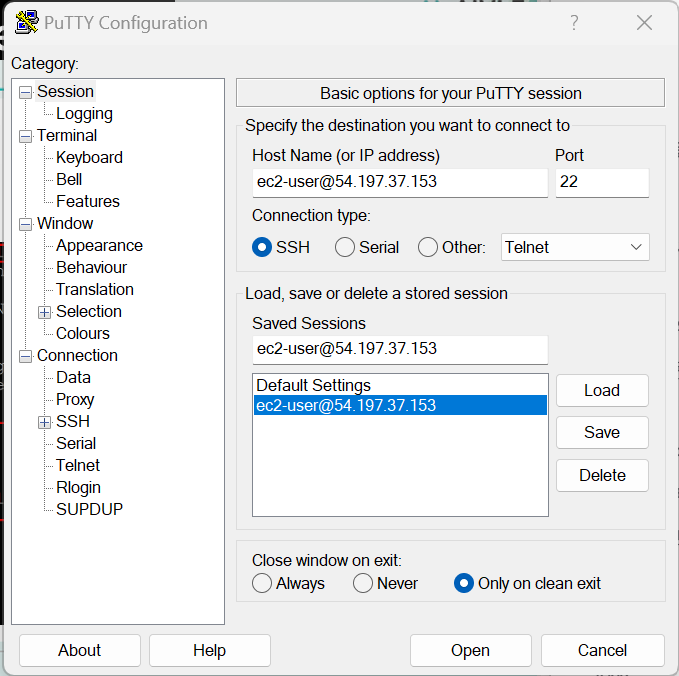 PuTTY Configuration
?
Category:
Session
Logging
Terminal
Keyboard
Bell
Features
Window
Appearance
Behaviour
Translation
Selection
Colours
Connection
Data
Proxy
SSH
Serial
Telnet
Rlogin
SUPDUP
Basic options for your PuTTY session
Specify the destination you want to connect to
Host Name (or IP address) Port
ec2-user@54.197.37.153 22
Connection type:
SSH Serial Other: Telnet
Load, save or delete a stored session
Saved Sessions
ec2-user@54.197.37.153
Default Settings
ec2-user@54.197.37.153
Load
Save
Delete
Close window on exit:
Always Never Only on clean exit
About Help Open Cancel